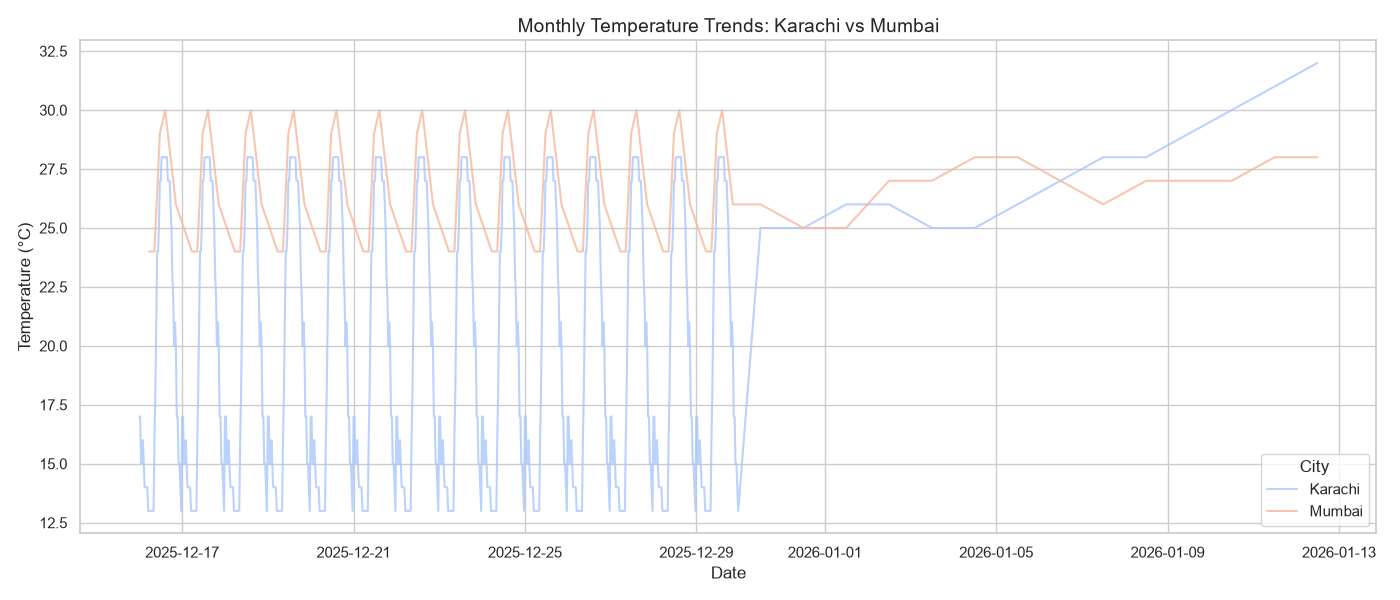 Monthly Temperature Trends: Karachi vs Mumbai
Temperature (°C)
32.5
30.0
27.5
25.0
22.5
20.0
17.5
15.0
12.5
City
Karachi
Mumbai
2025-12-17 2025-12-21 2025-12-25 2025-12-29 2026-01-01 2026-01-05 2026-01-09 2026-01-13
Date